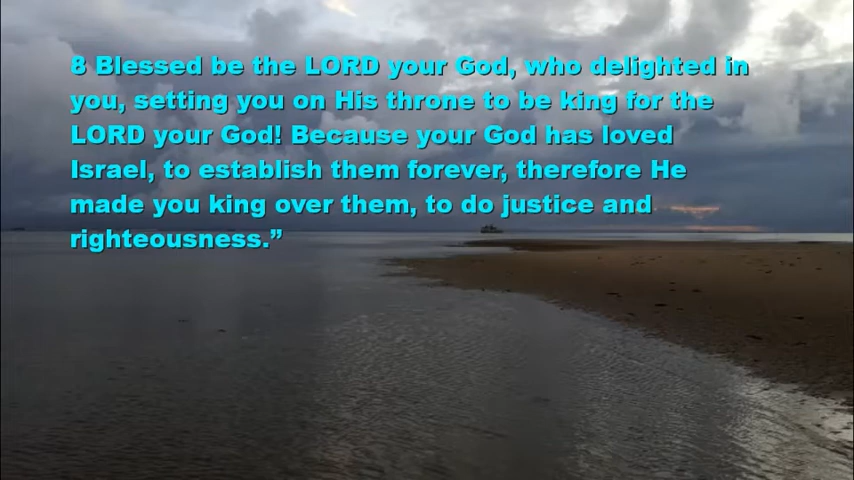 8 Blessed be the LORD your God, who delighted in
you, setting you on His throne to be king for the
LORD your God! Because your God has loved
Israel, to establish them forever, therefore He
made you king over them, to do justice and
righteousness.”